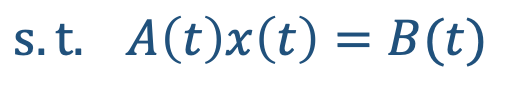 s. t. A(t)x(t) = B(t)